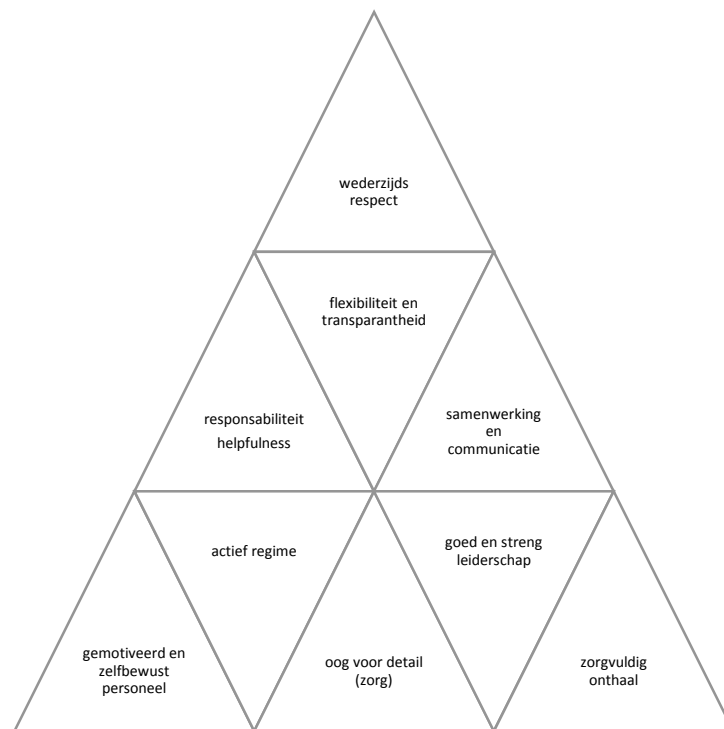 wederzijds
respect
flexibiliteit en
transparantheid
responsabiliteit
helpfulness
samenwerking
en
communicatie
actief regime
goed en streng
leiderschap
gemotiveerd en
zelfbewust
personeel
oog voor detail
(zorg)
zorgvuldig
onthaal